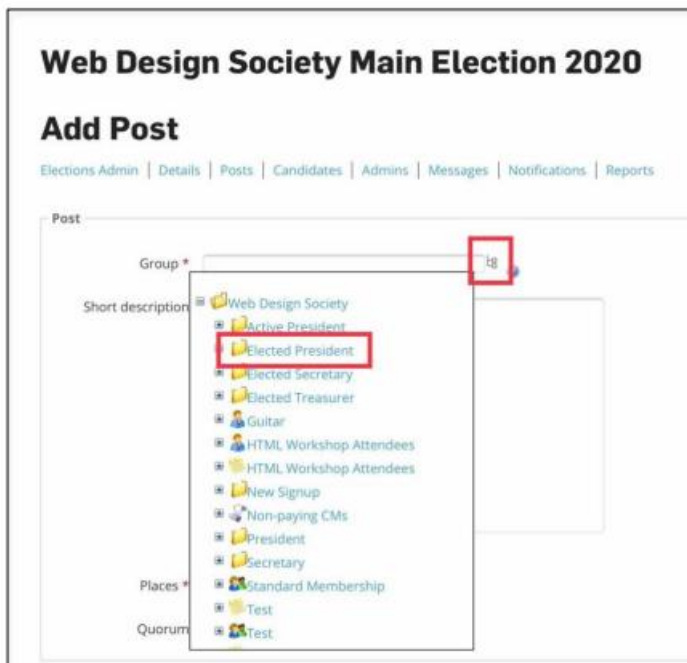 Web Design Society Main Election 2020
Add Post
Elections Admin | Details | Posts | Candidates | Admins | Messages | Notifications | Reports
Post
Group *
Short description
Web Design Society
Active President
Elected President
Elected Secretary
Elected Treasurer
Guitar
HTML Workshop Attendees
HTML Workshop Attendees
New Signup
Non-paying CMs
President
Secretary
Places *
Standard Membership
Test
Quorum
Test